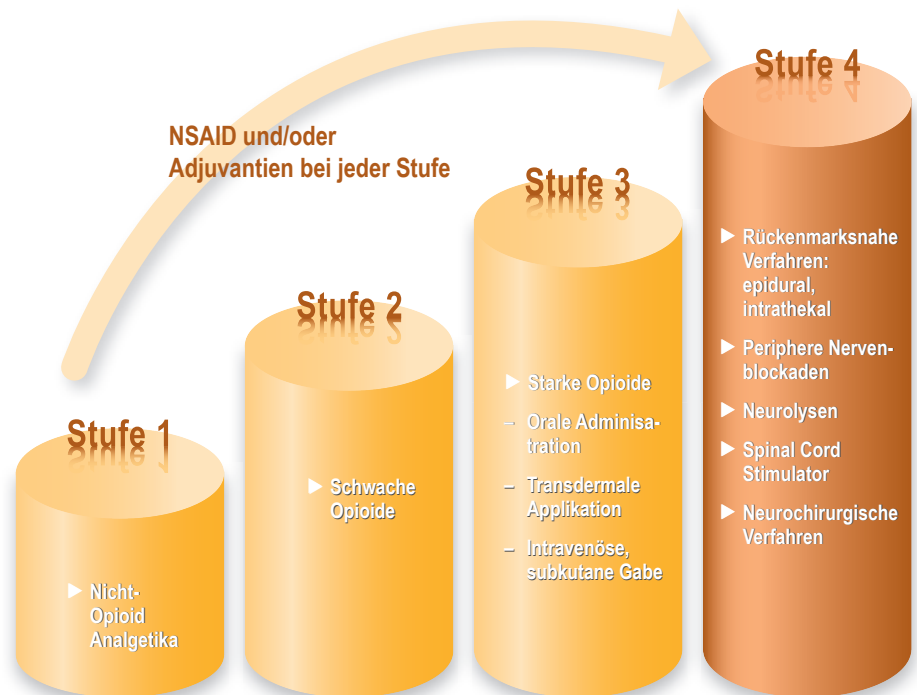 NSAID und/oder
Adjuvantien bei jeder Stufe
Stufe 1
▶ Nicht-
Opioid
Analgetika
Stufe 2
▶ Schwache
Opioide
Stufe 3
▶ Starke Opioide
– Orale Adminisa-
tration
– Transdermale
Applikation
– Intravenöse,
subkutane Gabe
Stufe 4
▶ Rückenmarksnahe
Verfahren:
epidural,
intrathekal
▶ Periphere Nerven-
blockaden
▶ Neurolysen
▶ Spinal Cord
Stimulator
▶ Neurochirurgische
Verfahren